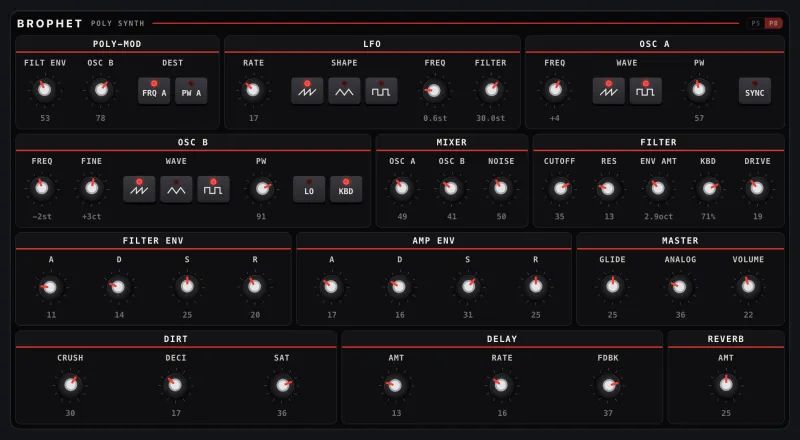 BROPHET POLY SYNTH P5 PR
POLY-MOD LFO OSC A
FILT ENV OSC B DEST RATE SHAPE FREQ FILTER FREQ WAVE PW
FRQ A PW A SYNC
53 78 17 0.6st 30.0st +4 57
OSC B MIXER FILTER
FREQ FINE WAVE PW OSC A OSC B NOISE CUTOFF RES ENV AMT KBD DRIVE
LO KBD
~2st +3ct 91 49 41 50 35 13 2.9oct 71% 19
FILTER ENV AMP ENV MASTER
A D S R A D S R GLIDE ANALOG VOLUME
11 14 25 20 17 16 31 25 25 36 22
DIRT DELAY REVERB
CRUSH DECI SAT AMT RATE FDBK AMT
30 17 36 13 16 37 25